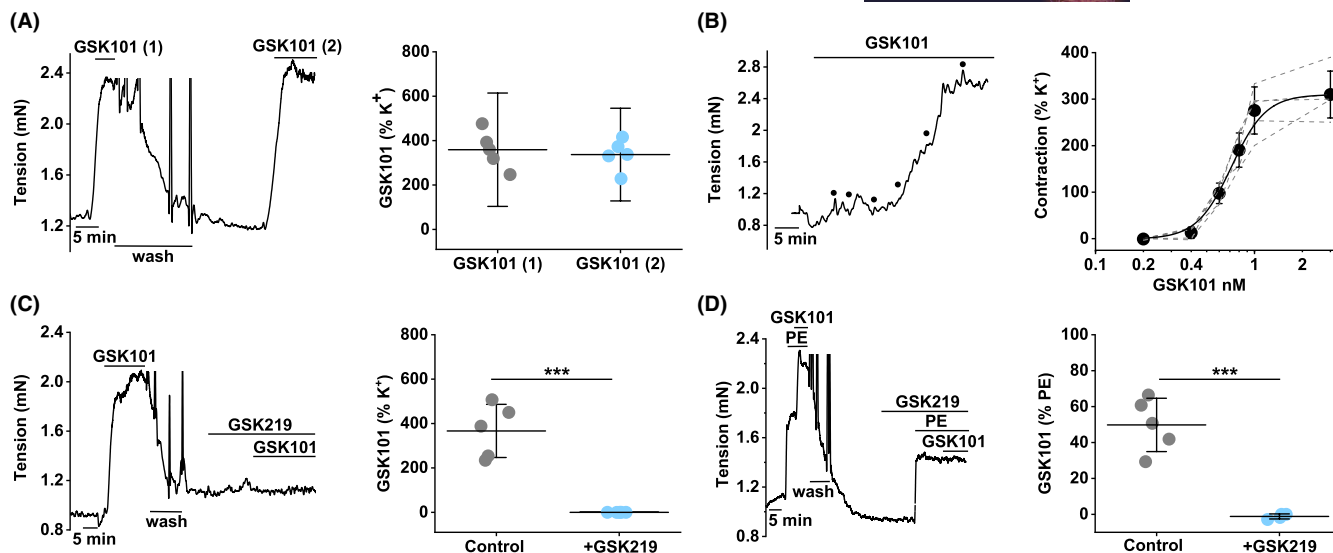 (A)
GSK101 (1)
GSK101 (2)
2.4
2.0
1.6
1.2
Tension (mN)
5 min
wash
800
600
400
200
0
GSK101 (% K+)
GSK101 (1)
GSK101 (2)
(B)
GSK101
2.8
2.4
2.0
1.6
1.2
0.8
Tension (mN)
5 min
400
300
200
100
0
Contraction (% K+)
0.1
0.2
0.4
1
2
GSK101 nM
(C)
2.4
2.0
1.6
1.2
0.8
Tension (mN)
GSK101
GSK219
GSK101
wash
5 min
800
600
400
200
0
GSK101 (% K+)
***
Control
+GSK219
(D)
GSK101
PE
2.4
2.0
1.6
1.2
0.8
Tension (mN)
GSK219
PE
GSK101
wash
5 min
100
80
60
40
20
0
GSK101 (% PE)
***
Control
+GSK219